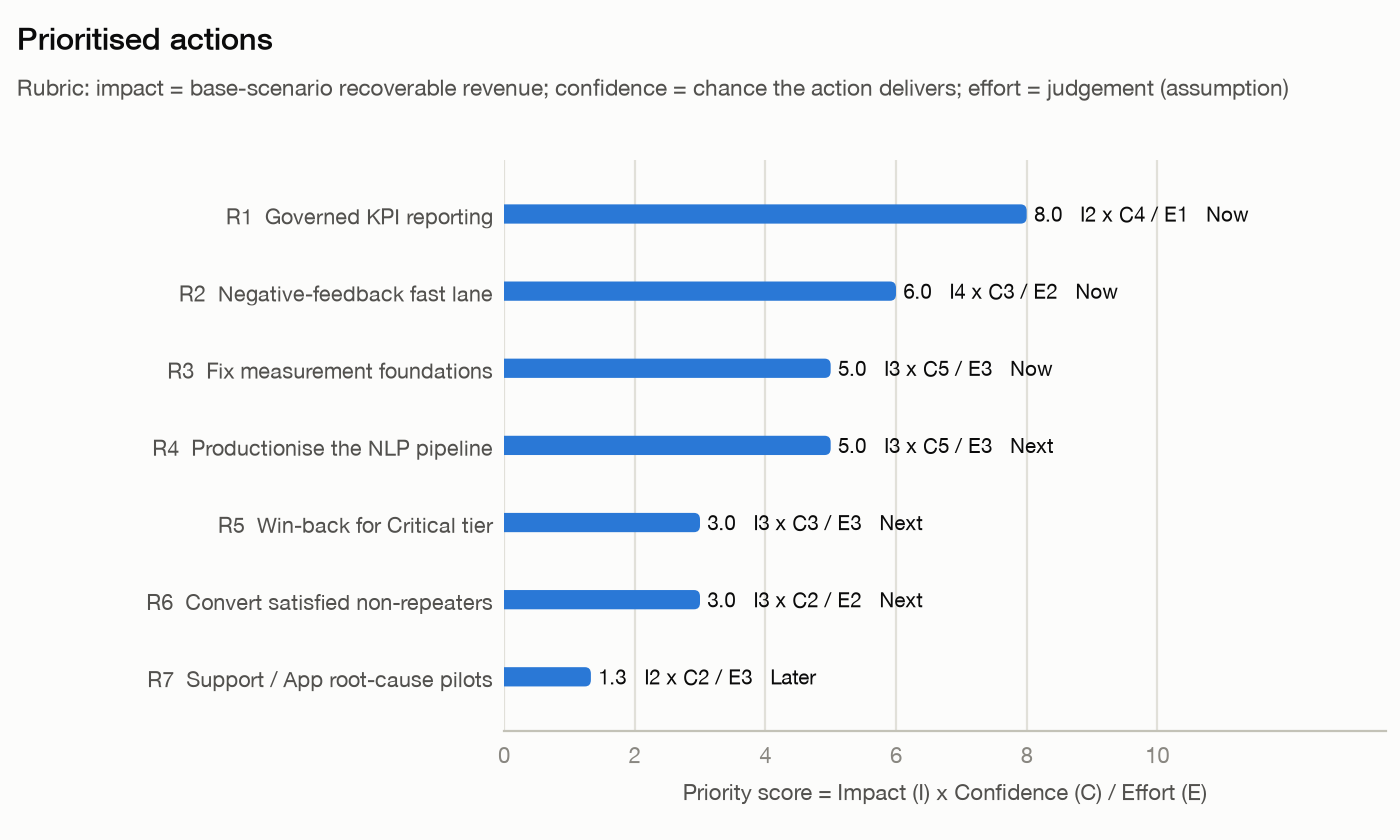 Prioritised actions
Rubric: impact = base-scenario recoverable revenue; confidence = chance the action delivers; effort = judgement (assumption)
R1 Governed KPI reporting 8.0 I2 x C4 / E1 Now
R2 Negative-feedback fast lane 6.0 I4 x C3 / E2 Now
R3 Fix measurement foundations 5.0 I3 x C5 / E3 Now
R4 Productionise the NLP pipeline 5.0 I3 x C5 / E3 Next
R5 Win-back for Critical tier 3.0 I3 x C3 / E3 Next
R6 Convert satisfied non-repeaters 3.0 I3 x C2 / E2 Next
R7 Support / App root-cause pilots 1.3 I2 x C2 / E3 Later
0 2 4 6 8 10
Priority score = Impact (I) x Confidence (C) / Effort (E)